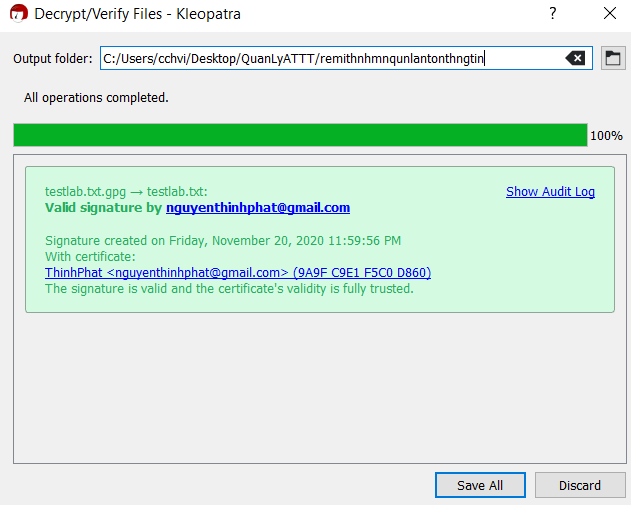 Decrypt/Verify Files - Kleopatra
Output folder: C:/Users/cchvi/Desktop/QuanLyATTT/remithnhmnqunlantonthngtin
All operations completed.
100%
testlab.txt.gpg → testlab.txt: Show Audit Log
Valid signature by nguyenthinhphat@gmail.com
Signature created on Friday, November 20, 2020 11:59:56 PM
With certificate:
ThinhPhat <nguyenthinhphat@gmail.com> (9A9F C9E1 F5C0 D860)
The signature is valid and the certificate's validity is fully trusted.
Save All Discard